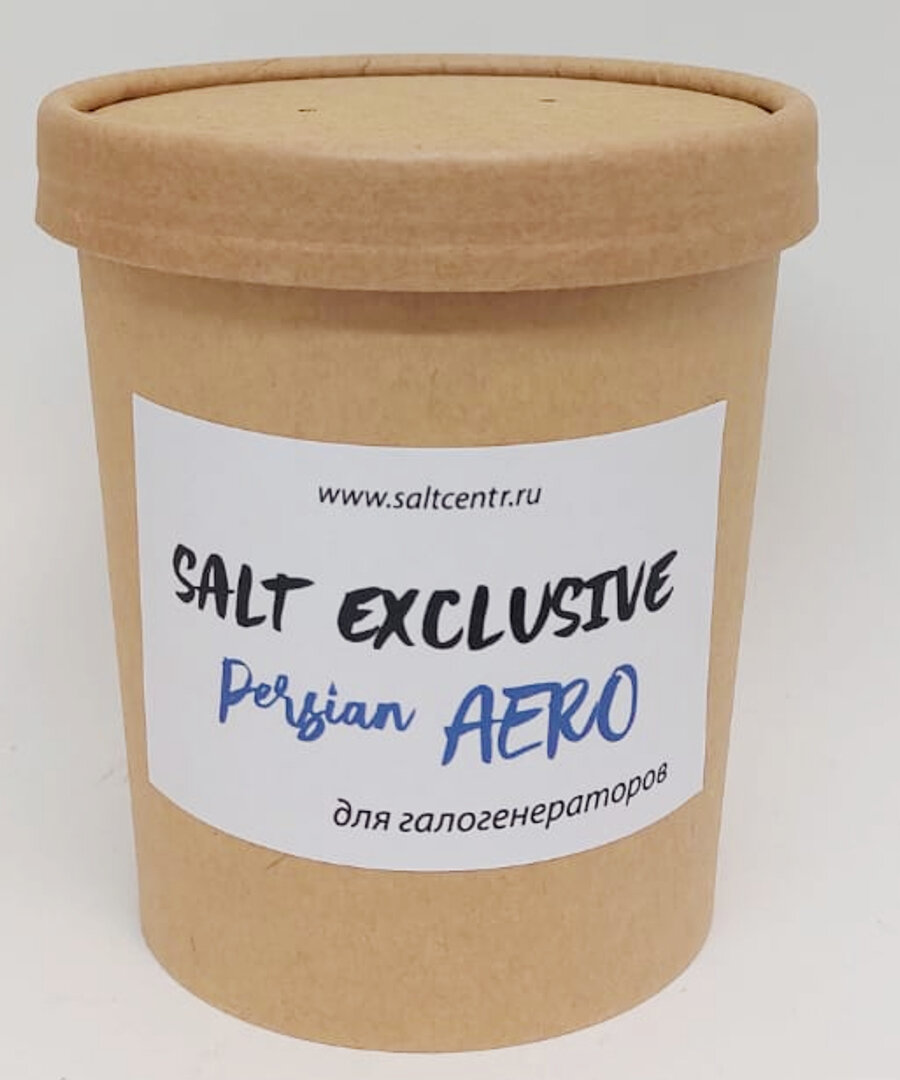 www.saltcentr.ru
SALT EXCLUSIVE
Persian AERO
для галогенераторов